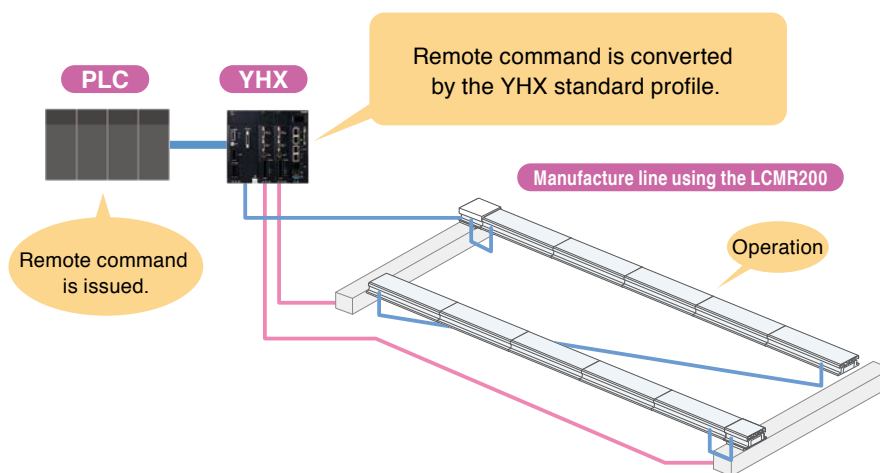 PLC
YHX
Remote command is converted
by the YHX standard profile.
Manufacture line using the LCMR200
Operation
Remote command
is issued.